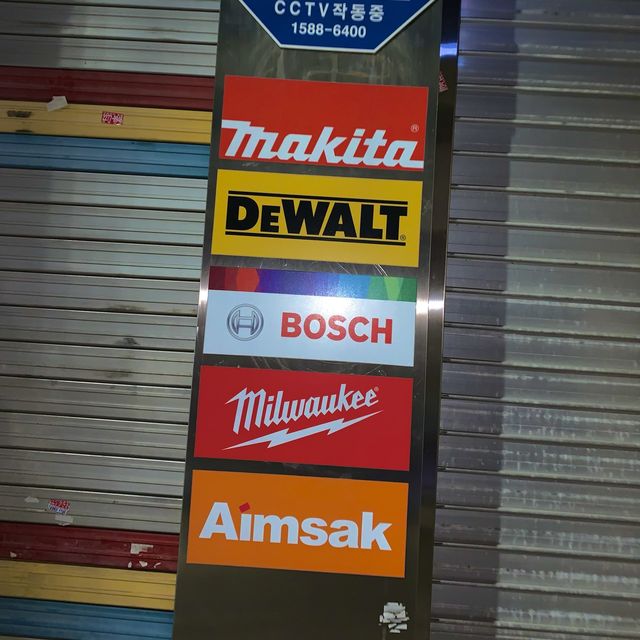 CCTV작동중
1588-6400
makita®
DEWALT®
BOSCH
Milwaukee®
Aimsak